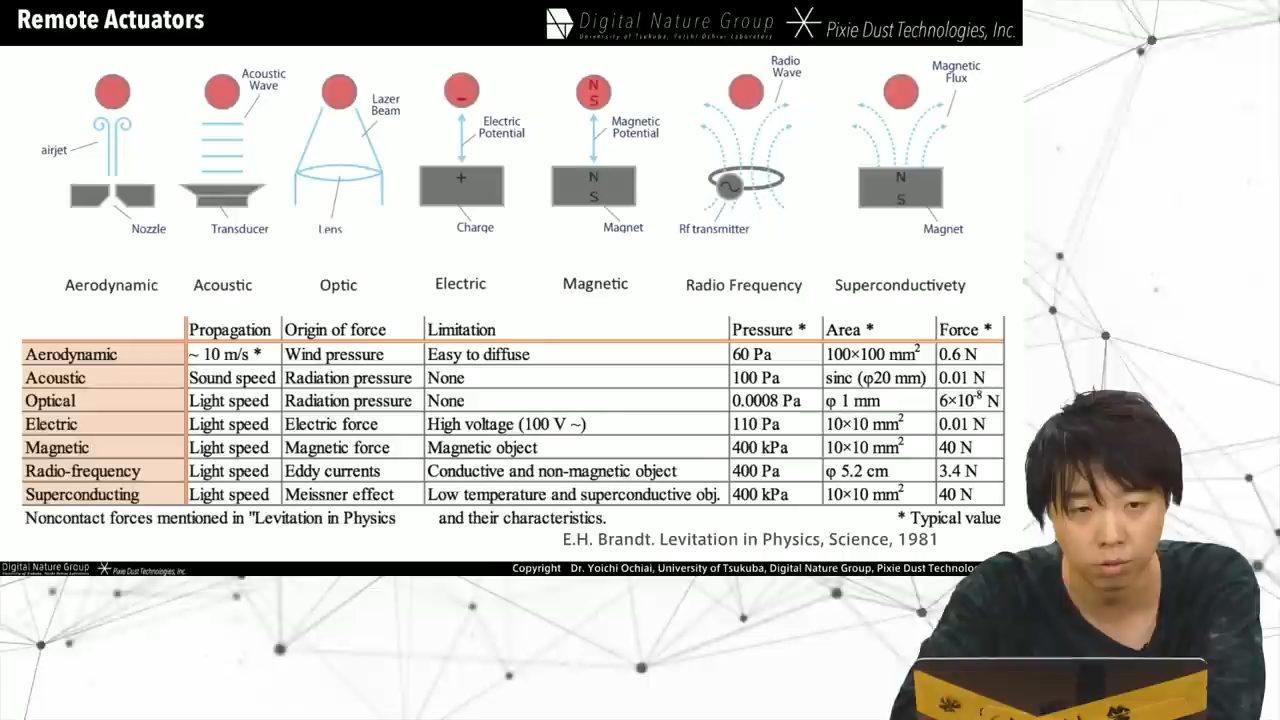 Remote Actuators
Digital Nature Group
University of Tsukuba, Yoichi Ochiai Laboratory
Pixie Dust Technologies, Inc.
airjet
Nozzle
Acoustic
Wave
Transducer
Lazer
Beam
Lens
Electric
Potential
+
Charge
N
S
Magnetic
Potential
N
S
Magnet
Radio
Wave
Rf transmitter
Magnetic
Flux
N
S
Magnet
Aerodynamic Acoustic Optic Electric Magnetic Radio Frequency Superconductivety
Propagation Origin of force Limitation Pressure * Area * Force *
Aerodynamic ~ 10 m/s * Wind pressure Easy to diffuse 60 Pa 100×100 mm² 0.6 N
Acoustic Sound speed Radiation pressure None 100 Pa sinc (φ20 mm) 0.01 N
Optical Light speed Radiation pressure None 0.0008 Pa φ 1 mm 6×10⁻⁸ N
Electric Light speed Electric force High voltage (100 V ~) 110 Pa 10×10 mm² 0.01 N
Magnetic Light speed Magnetic force Magnetic object 400 kPa 10×10 mm² 40 N
Radio-frequency Light speed Eddy currents Conductive and non-magnetic object 400 Pa φ 5.2 cm 3.4 N
Superconducting Light speed Meissner effect Low temperature and superconductive obj. 400 kPa 10×10 mm² 40 N
Noncontact forces mentioned in "Levitation in Physics and their characteristics. * Typical value
E.H. Brandt. Levitation in Physics, Science, 1981
Digital Nature Group Pixie Dust Technologies, Inc.
Copyright Dr. Yoichi Ochiai, University of Tsukuba, Digital Nature Group, Pixie Dust Technolo